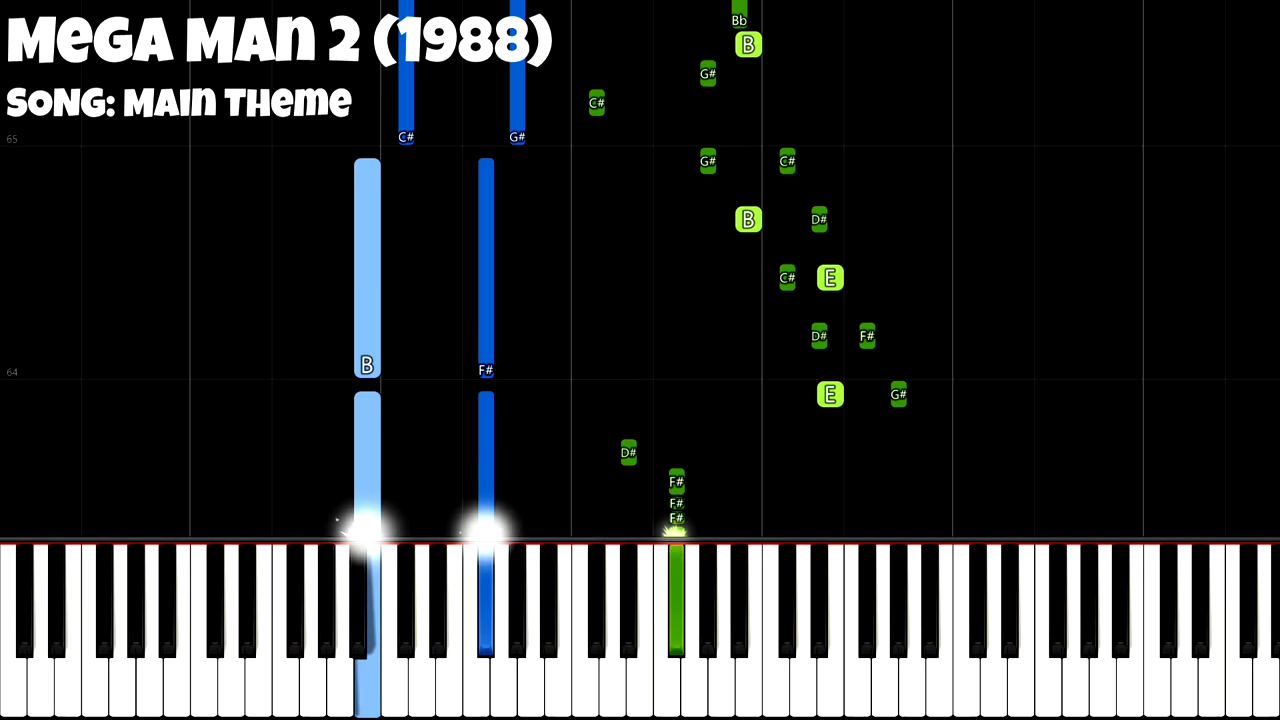 MEGA MAN 2 (1988)
SONG: MAIN THEME
Bb
B
G#
C#
C# G#
65
G# C#
B D#
C# E
D# F#
B F#
64
E G#
D#
F#
F#
F#